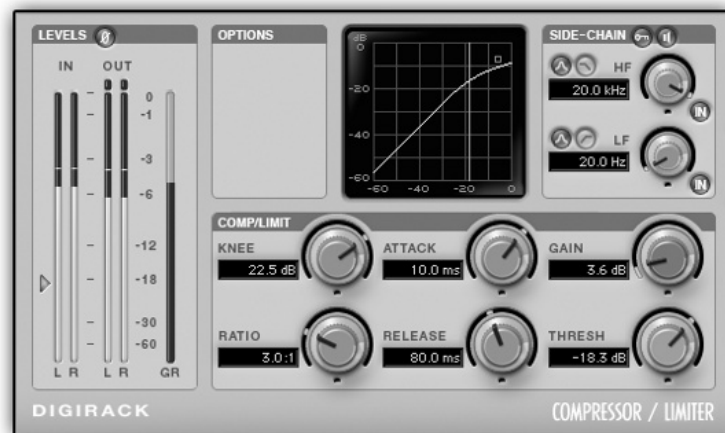 LEVELS
IN OUT
0
-1
-3
-6
-12
-18
-30
-60
L R L R GR
OPTIONS
dB
0
-20
-40
-60
-60 -40 -20 0
SIDE-CHAIN
HF
20.0 kHz
IN
LF
20.0 Hz
IN
COMP/LIMIT
KNEE
22.5 dB
ATTACK
10.0 ms
GAIN
3.6 dB
RATIO
3.0:1
RELEASE
80.0 ms
THRESH
-18.3 dB
DIGIRACK
COMPRESSOR / LIMITER